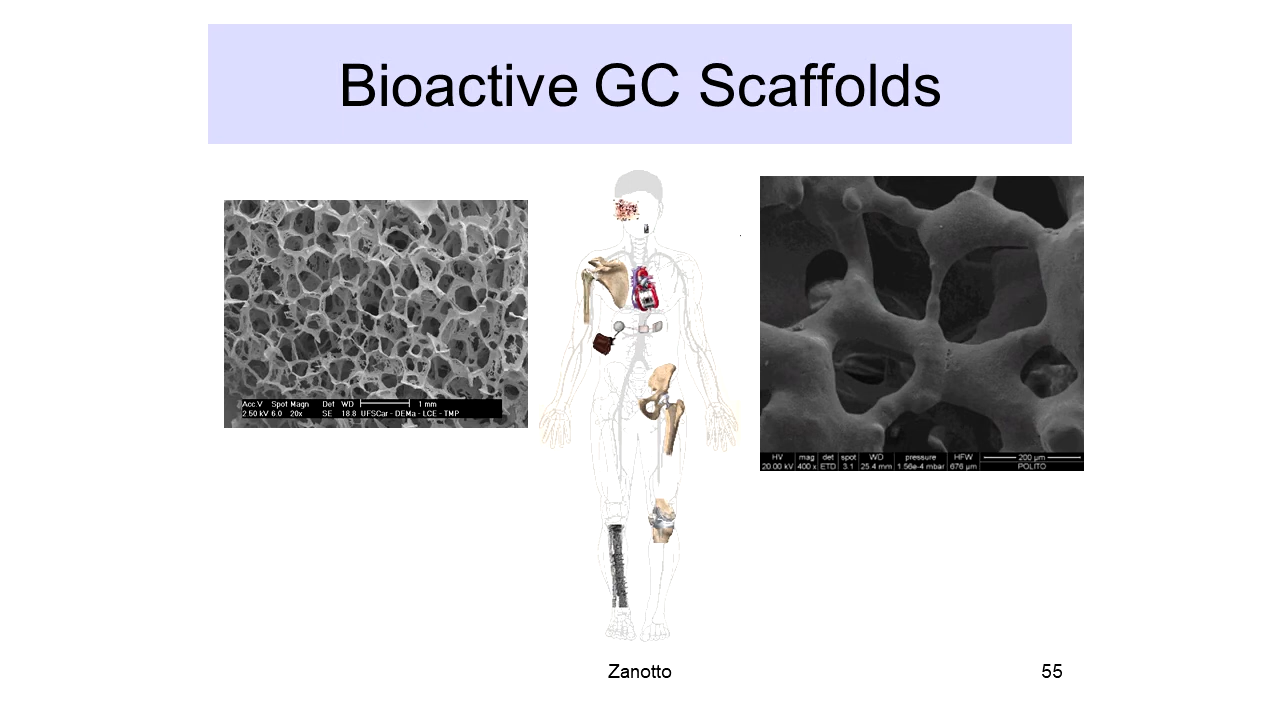 Bioactive GC Scaffolds
Acc.V Spot Magn Det WD 1 mm
2.50 kV 6.0 20x SE 18.8 UFSCar - DEMa - LCE - TMP
HV mag det spot WD pressure HFW 200 µm
20.00 kV 400 x ETD 3.1 25.4 mm 1.56e-4 mbar 676 µm POLITO
Zanotto
55